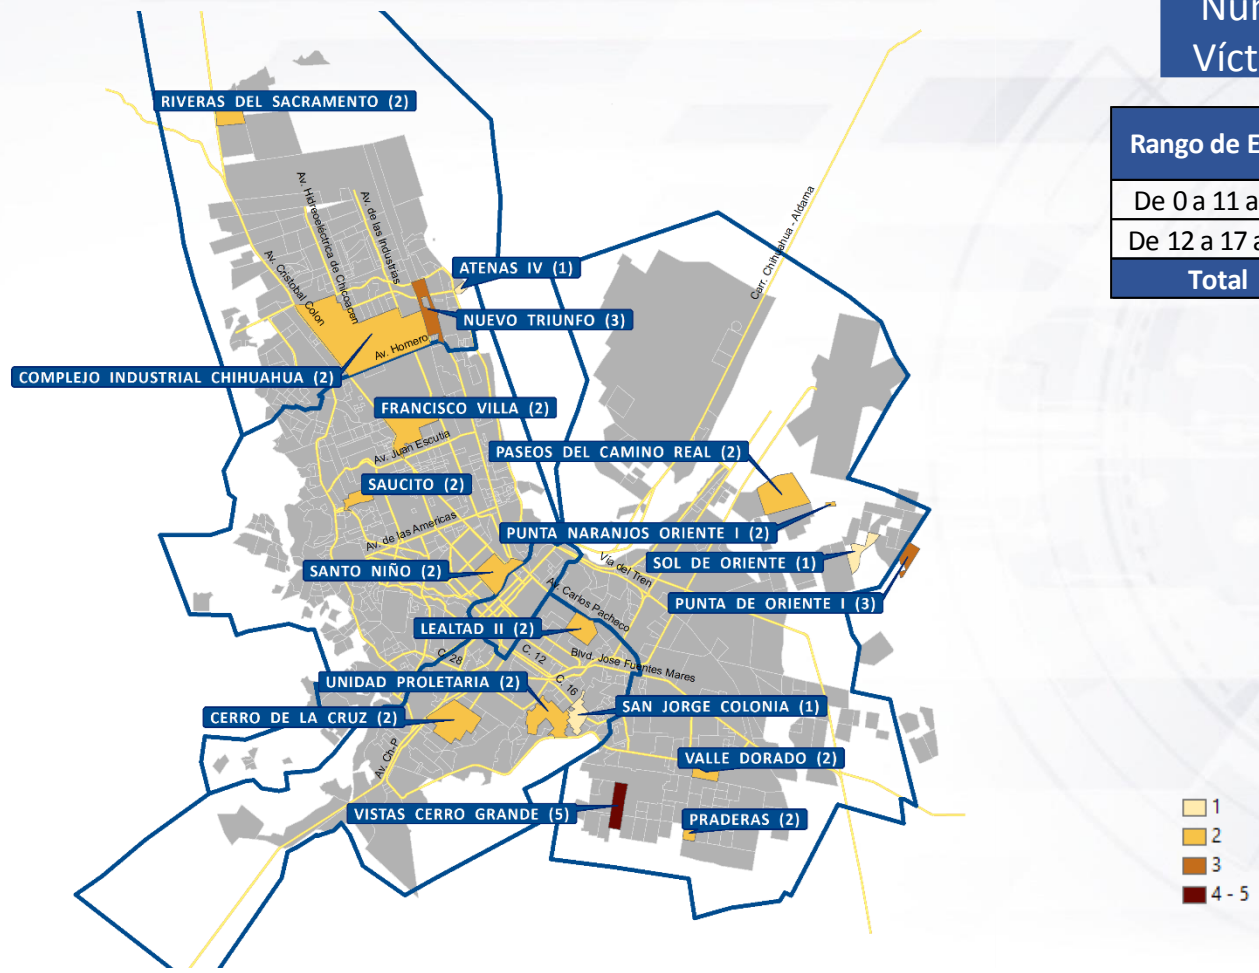 RIVERAS DEL SACRAMENTO (2)
Av. Hidroeléctrica de Chicoacen
Av. de las Industrias
Av. Cristobal Colon
Carr. Chihuahua - Aldama
ATENAS IV (1)
NUEVO TRIUNFO (3)
Av. Homero
COMPLEJO INDUSTRIAL CHIHUAHUA (2)
FRANCISCO VILLA (2)
Av. Juan Escutia
PASEOS DEL CAMINO REAL (2)
SAUCITO (2)
Av. de las Americas
PUNTA NARANJOS ORIENTE I (2)
SOL DE ORIENTE (1)
Vía del Tren
SANTO NIÑO (2)
Av. Carlos Pacheco
PUNTA DE ORIENTE I (3)
LEALTAD II (2)
C. 28
C. 12
C. 16
Blvd. Jose Fuentes Mares
UNIDAD PROLETARIA (2)
SAN JORGE COLONIA (1)
CERRO DE LA CRUZ (2)
Av. Ch-P
VALLE DORADO (2)
VISTAS CERRO GRANDE (5)
PRADERAS (2)
Víct
Rango de E
De 0 a 11 a
De 12 a 17 a
Total
1
2
3
4 - 5